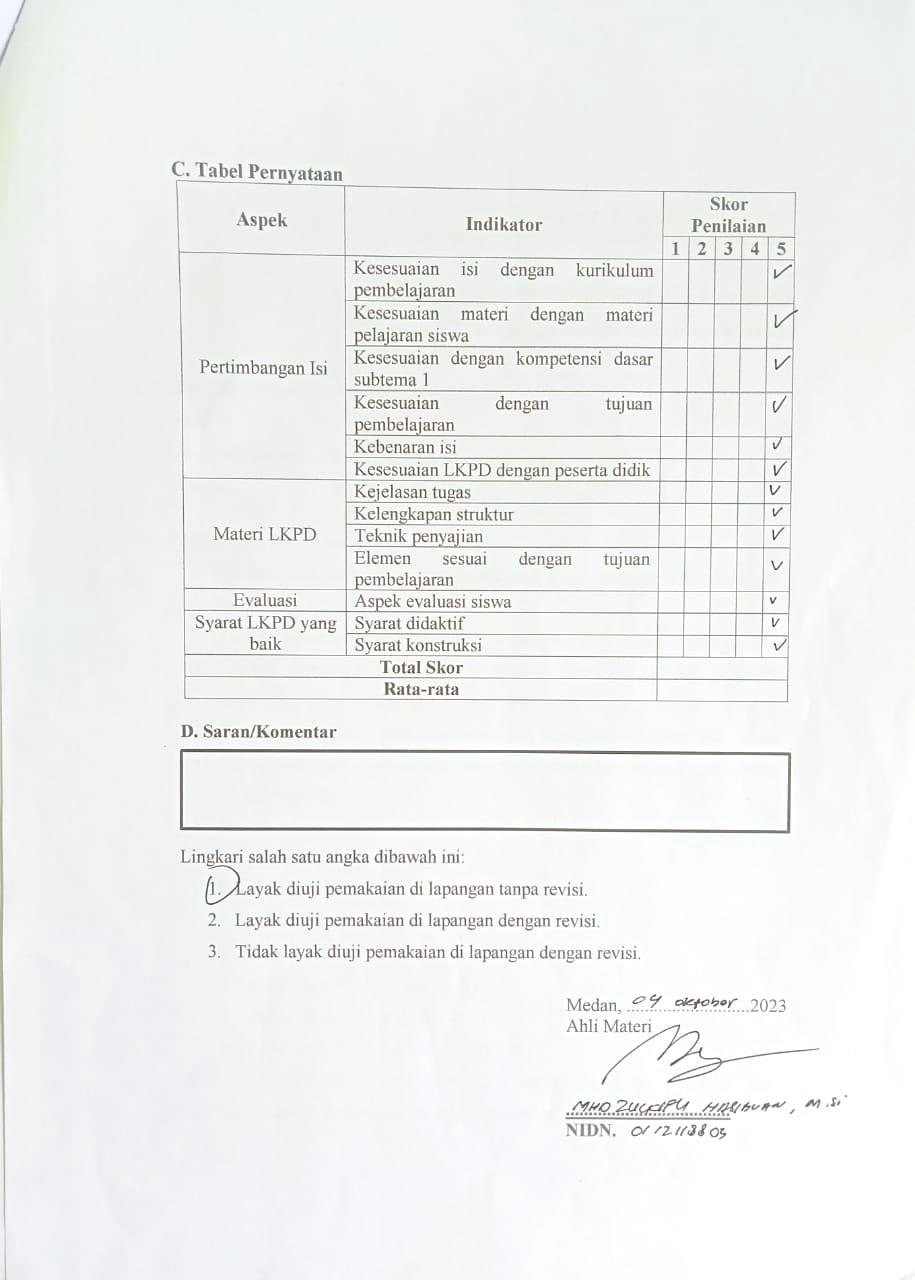 C. Tabel Pernyataan
Aspek
Indikator
Skor
Penilaian
1 2 3 4 5
Pertimbangan Isi
Kesesuaian isi dengan kurikulum
pembelajaran
✓
Kesesuaian materi dengan materi
pelajaran siswa
✓
Kesesuaian dengan kompetensi dasar
subtema 1
✓
Kesesuaian dengan tujuan
pembelajaran
✓
Kebenaran isi ✓
Kesesuaian LKPD dengan peserta didik ✓
Materi LKPD
Kejelasan tugas ✓
Kelengkapan struktur ✓
Teknik penyajian ✓
Elemen sesuai dengan tujuan
pembelajaran
✓
Evaluasi
Aspek evaluasi siswa ✓
Syarat LKPD yang
baik
Syarat didaktif ✓
Syarat konstruksi ✓
Total Skor
Rata-rata
D. Saran/Komentar
Lingkari salah satu angka dibawah ini:
1. Layak diuji pemakaian di lapangan tanpa revisi.
2. Layak diuji pemakaian di lapangan dengan revisi.
3. Tidak layak diuji pemakaian di lapangan dengan revisi.
Medan, 04 oktober 2023
Ahli Materi
MHD ZULKIFLI HASIBUAN, M.Si
NIDN. 0112118805